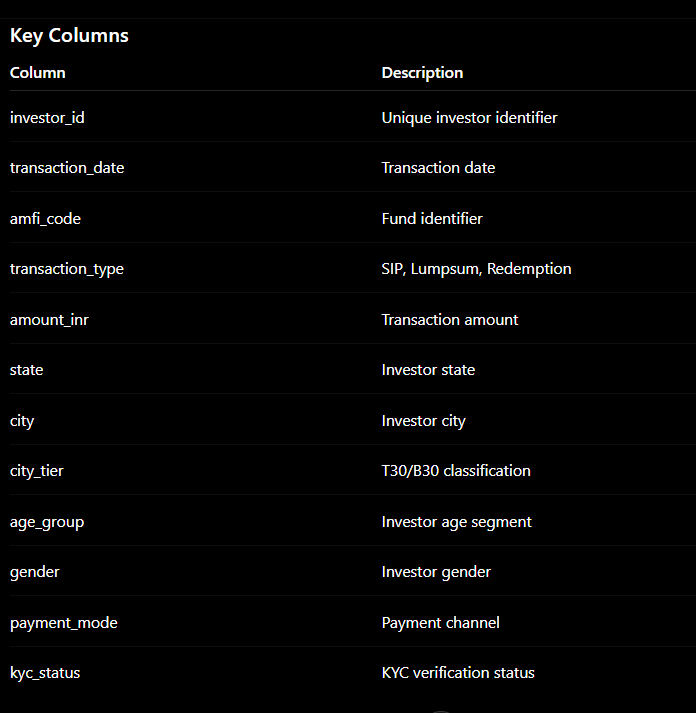 Key Columns
Column Description
investor_id Unique investor identifier
transaction_date Transaction date
amfi_code Fund identifier
transaction_type SIP, Lumpsum, Redemption
amount_inr Transaction amount
state Investor state
city Investor city
city_tier T30/B30 classification
age_group Investor age segment
gender Investor gender
payment_mode Payment channel
kyc_status KYC verification status